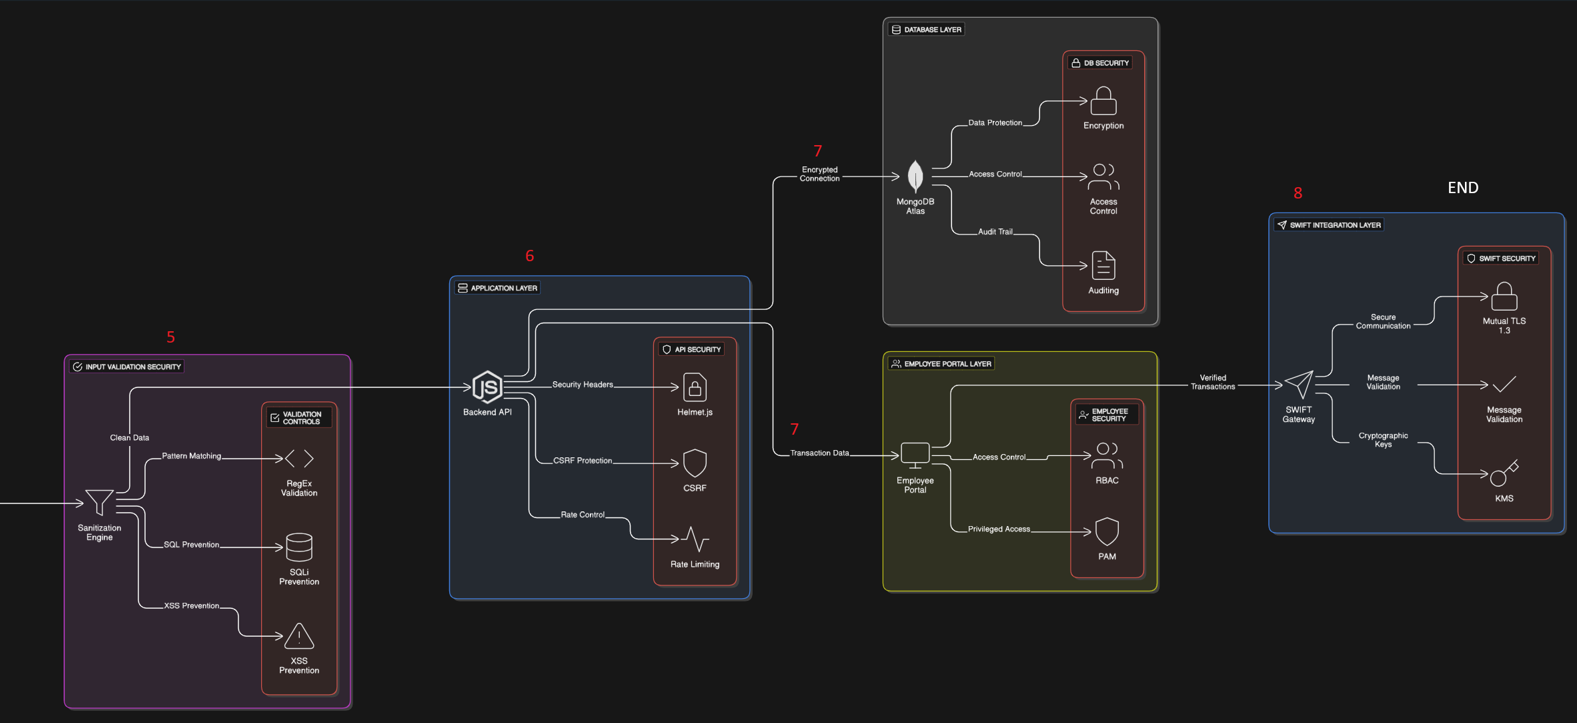 5
INPUT VALIDATION SECURITY
VALIDATION
CONTROLS
Clean Data
Pattern Matching
RegEx
Validation
Sanitization
Engine
SQL Prevention
SQLi
Prevention
XSS Prevention
XSS
Prevention
6
APPLICATION LAYER
API SECURITY
Backend API
Security Headers
Helmet.js
CSRF Protection
CSRF
Rate Control
Rate Limiting
7
Encrypted
Connection
7
Transaction Data
DATABASE LAYER
DB SECURITY
MongoDB
Atlas
Data Protection
Encryption
Access Control
Access
Control
Audit Trail
Auditing
EMPLOYEE PORTAL LAYER
EMPLOYEE
SECURITY
Employee
Portal
Access Control
RBAC
Privileged Access
PAM
Verified
Transactions
8
END
SWIFT INTEGRATION LAYER
SWIFT SECURITY
SWIFT
Gateway
Secure
Communication
Mutual TLS
1.3
Message
Validation
Message
Validation
Cryptographic
Keys
KMS